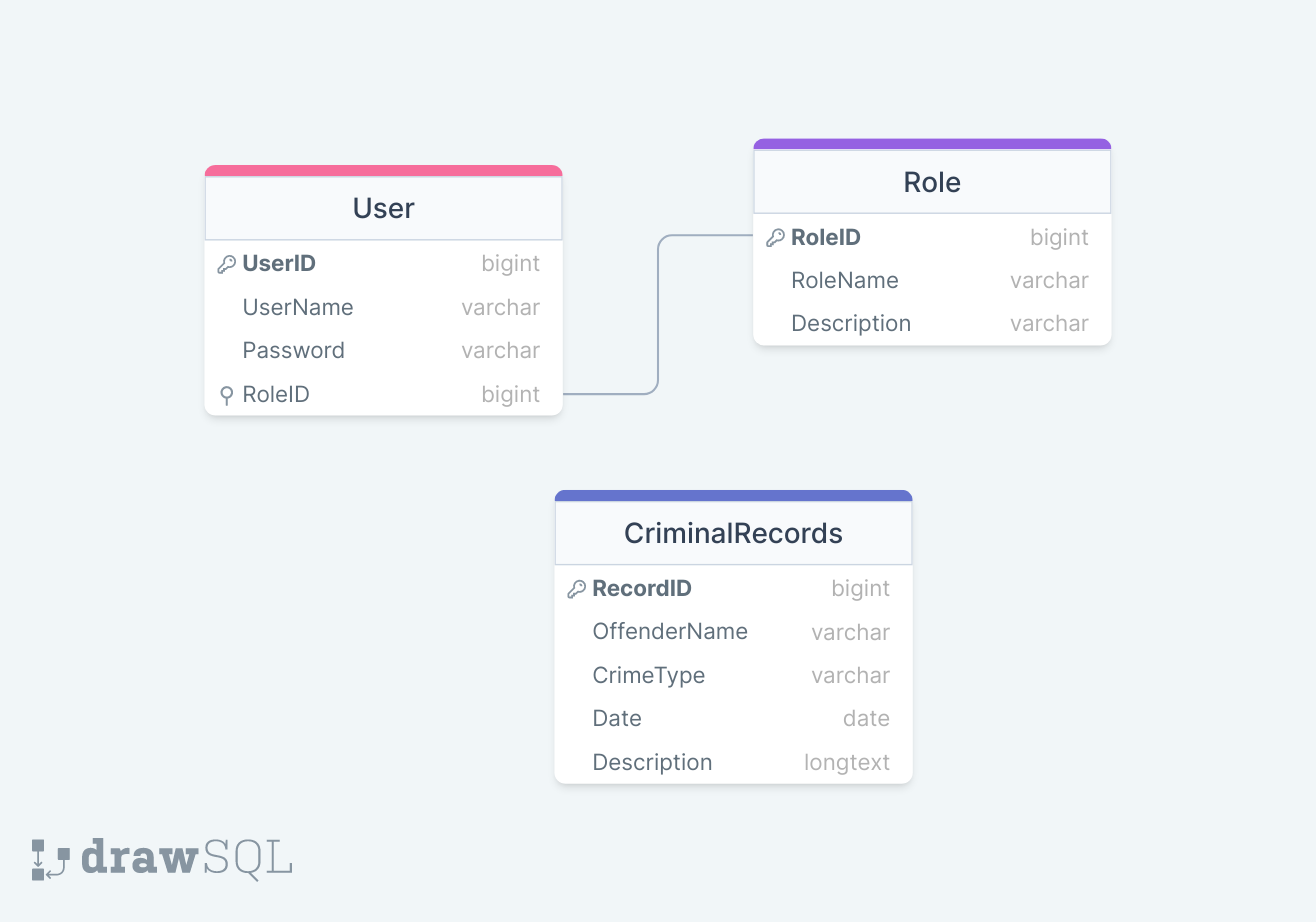 User
UserID bigint
UserName varchar
Password varchar
RoleID bigint
Role
RoleID bigint
RoleName varchar
Description varchar
CriminalRecords
RecordID bigint
OffenderName varchar
CrimeType varchar
Date date
Description longtext
drawSQL